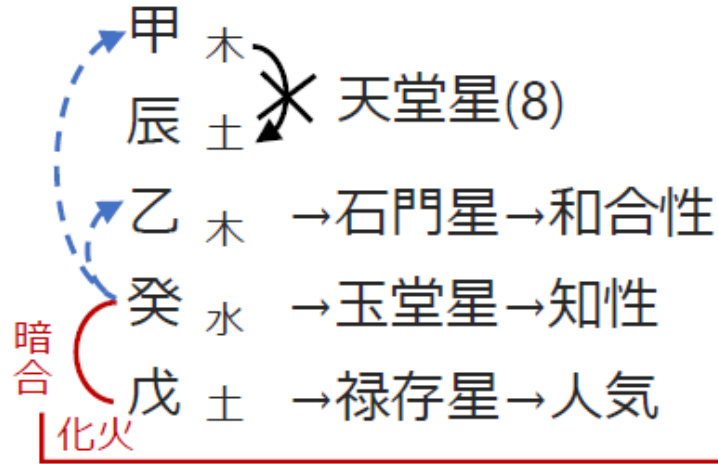 甲 木
辰 土 天堂星(8)
乙 木 →石門星→和合性
癸 水 →玉堂星→知性
戊 土 →禄存星→人気
暗合
化火